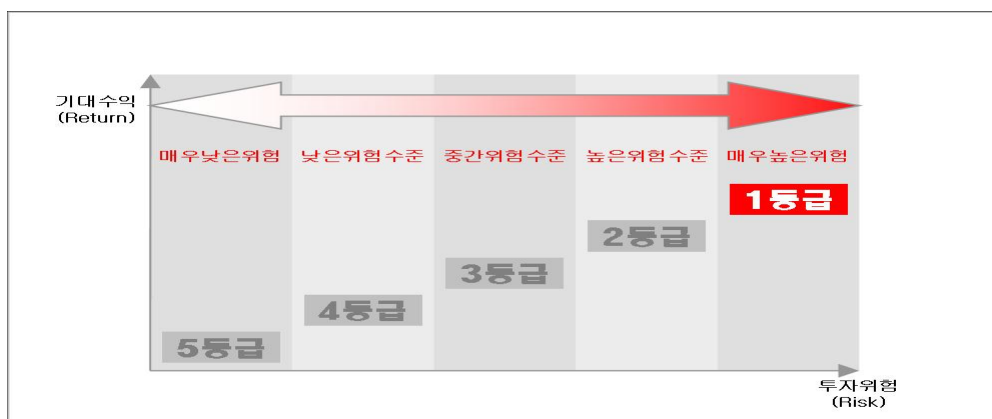 기대수익
(Return)
매우낮은위험 낮은위험수준 중간위험수준 높은위험수준 매우높은위험
1등급
2등급
3등급
4등급
5등급
투자위험
(Risk)